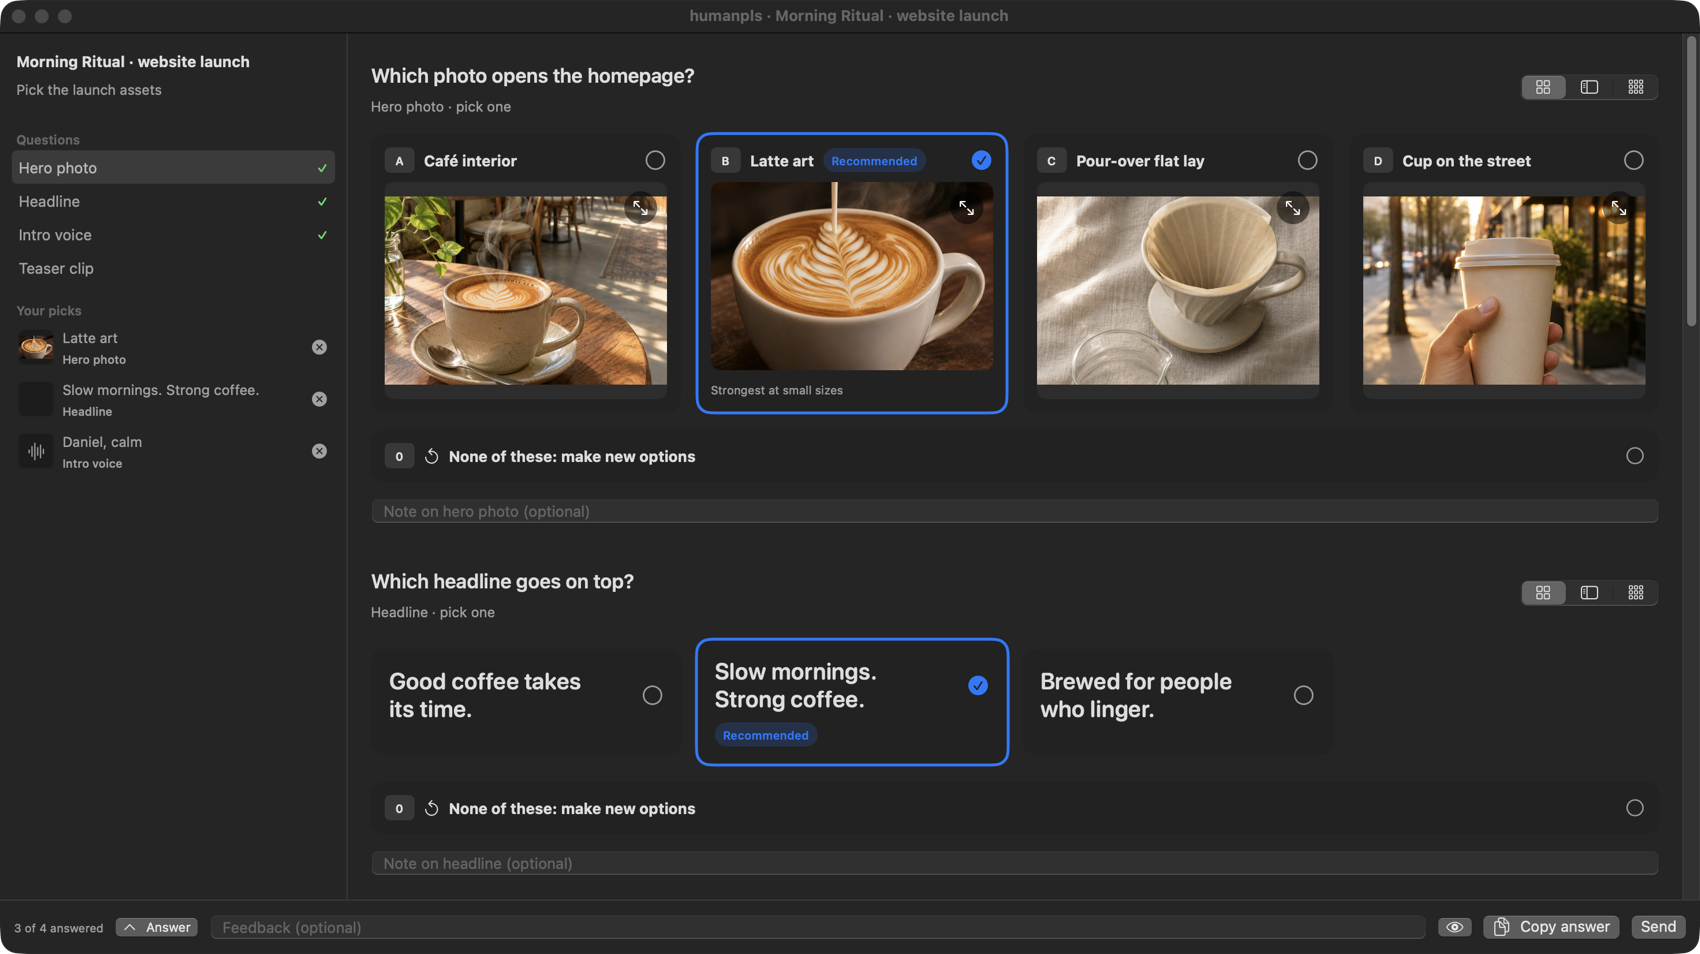 humanpls · Morning Ritual · website launch
Morning Ritual · website launch
Pick the launch assets
Questions
Hero photo
Headline
Intro voice
Teaser clip
Your picks
Latte art
Hero photo
Slow mornings. Strong coffee.
Headline
Daniel, calm
Intro voice
Which photo opens the homepage?
Hero photo · pick one
A Café interior
B Latte art Recommended
Strongest at small sizes
C Pour-over flat lay
D Cup on the street
0 None of these: make new options
Note on hero photo (optional)
Which headline goes on top?
Headline · pick one
Good coffee takes
its time.
Slow mornings.
Strong coffee.
Recommended
Brewed for people
who linger.
0 None of these: make new options
Note on headline (optional)
3 of 4 answered Answer Feedback (optional) Copy answer Send